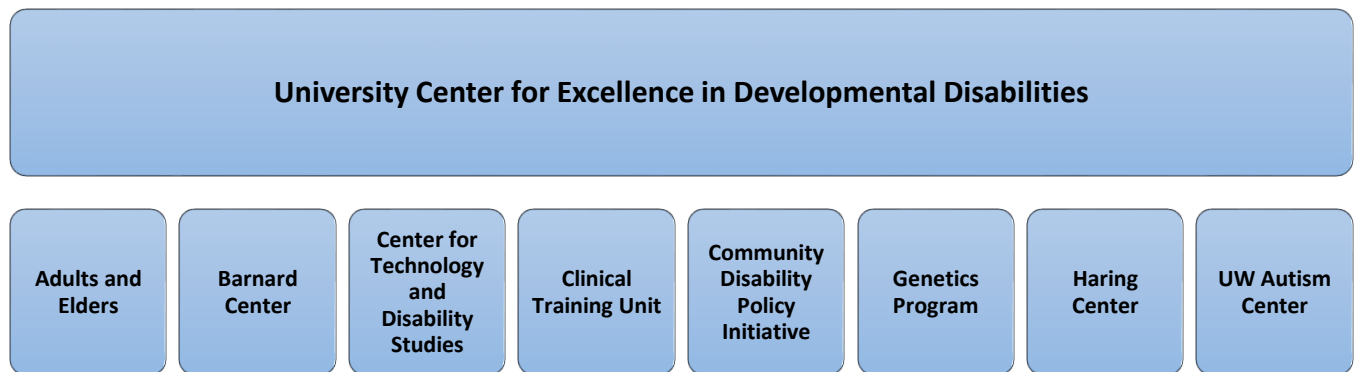 University Center for Excellence in Developmental Disabilities
Adults and
Elders
Barnard
Center
Center for
Technology
and
Disability
Studies
Clinical
Training Unit
Community
Disability
Policy
Initiative
Genetics
Program
Haring
Center
UW Autism
Center